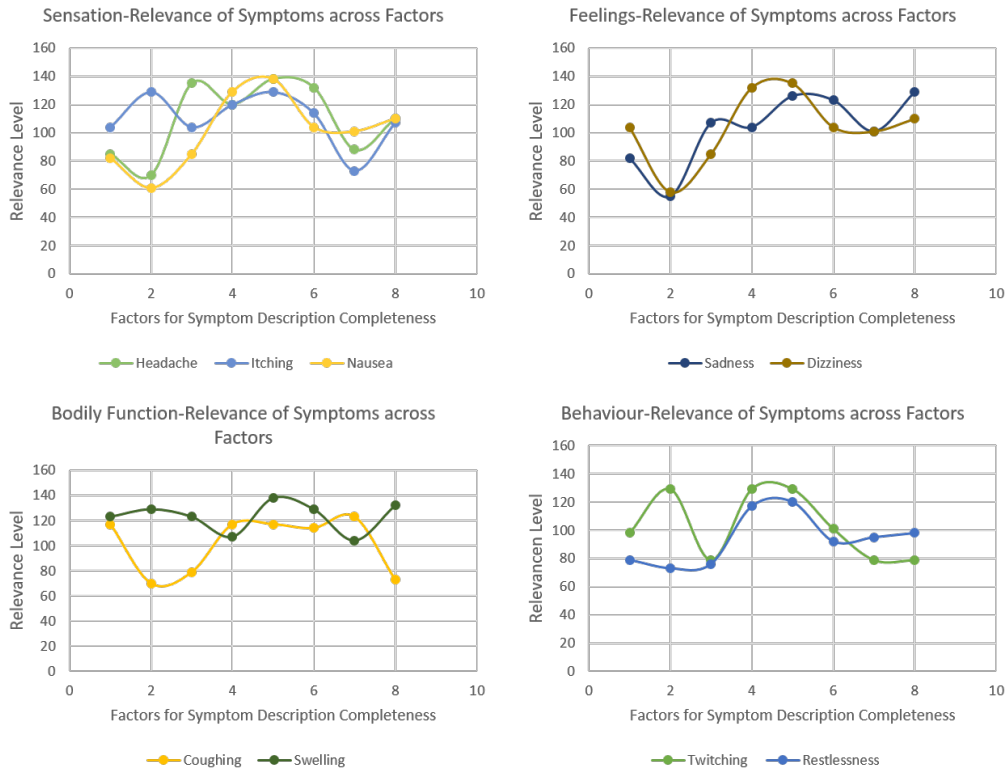 Sensation-Relevance of Symptoms across Factors
160
140
120
100
80
60
40
20
0
Relevance Level
0 2 4 6 8 10
Factors for Symptom Description Completeness
Headache Itching Nausea
Feelings-Relevance of Symptoms across Factors
160
140
120
100
80
60
40
20
0
Relevance Level
0 2 4 6 8 10
Factors for Symptom Description Completeness
Sadness Dizziness
Bodily Function-Relevance of Symptoms across
Factors
160
140
120
100
80
60
40
20
0
Relevance Level
0 2 4 6 8 10
Factors for Symptom Description Completeness
Coughing Swelling
Behaviour-Relevance of Symptoms across Factors
160
140
120
100
80
60
40
20
0
Relevancen Level
0 2 4 6 8 10
Factors for Symptom Description Completeness
Twitching Restlessness